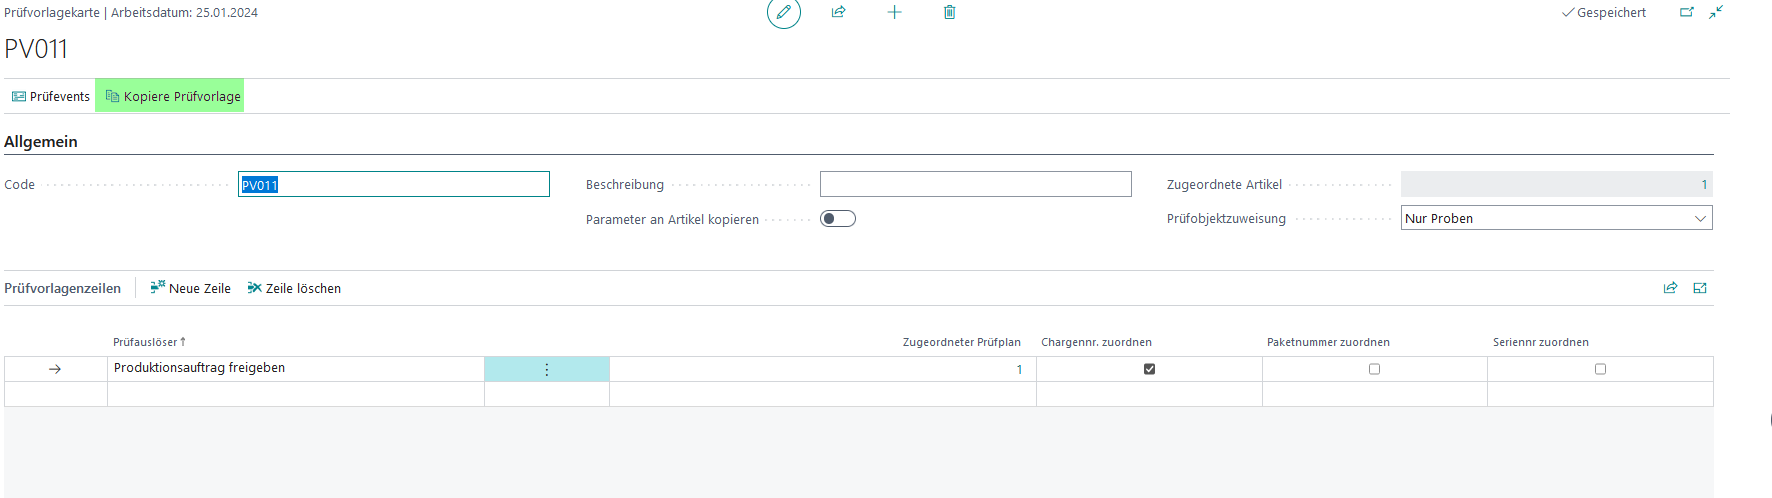 Prüfvorlagekarte | Arbeitsdatum: 25.01.2024
Gespeichert
PV011
Prüfevents
Kopiere Prüfvorlage
Allgemein
Code
PV011
Beschreibung
Zugeordnete Artikel
1
Parameter an Artikel kopieren
Prüfobjektzuweisung
Nur Proben
Prüfvorlagenzeilen
Neue Zeile
Zeile löschen
Prüfauslöser ↑
Zugeordneter Prüfplan
Chargennr. zuordnen
Paketnummer zuordnen
Seriennr zuordnen
Produktionsauftrag freigeben
1